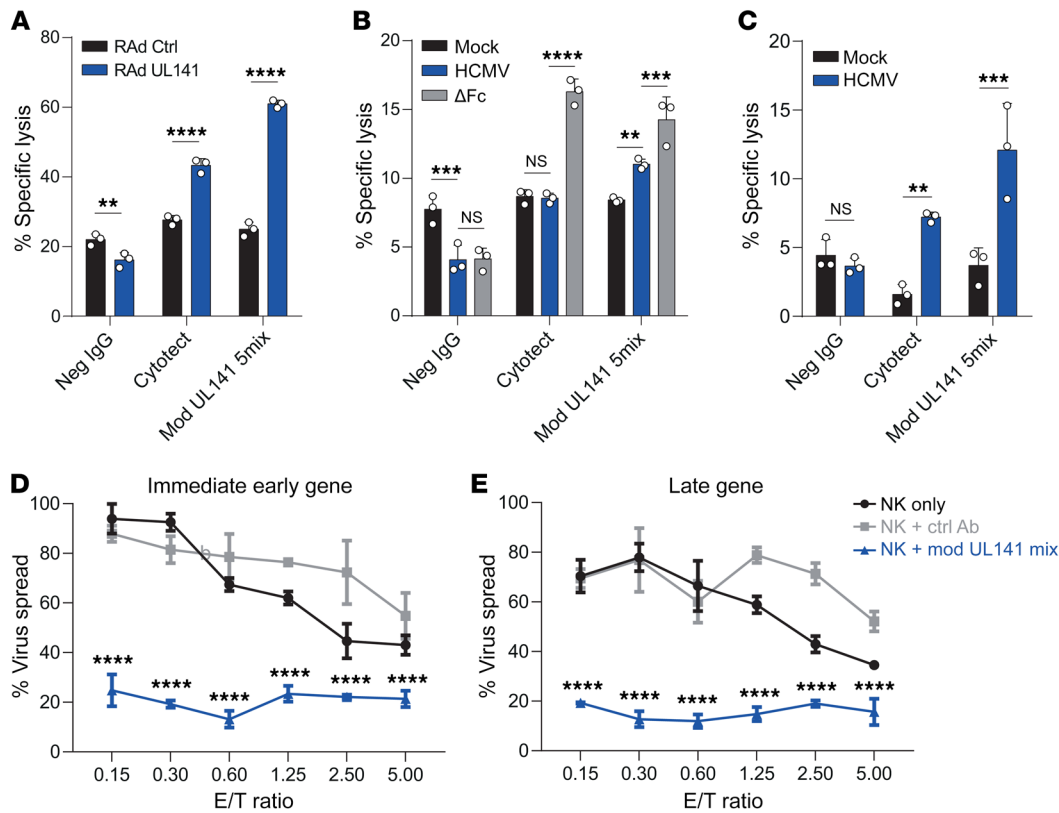 A
80
60
40
20
0
% Specific lysis
RAd Ctrl
RAd UL141
**
****
****
Neg IgG
Cytotect
Mod UL141 5mix
B
20
15
10
5
0
% Specific lysis
Mock
HCMV
ΔFc
***
NS
NS
****
**
***
Neg IgG
Cytotect
Mod UL141 5mix
C
20
15
10
5
0
% Specific lysis
Mock
HCMV
NS
**
***
Neg IgG
Cytotect
Mod UL141 5mix
D
Immediate early gene
100
80
60
40
20
0
% Virus spread
**** **** **** **** **** ****
0.15 0.30 0.60 1.25 2.50 5.00
E/T ratio
E
Late gene
100
80
60
40
20
0
% Virus spread
**** **** **** **** **** ****
0.15 0.30 0.60 1.25 2.50 5.00
E/T ratio
NK only
NK + ctrl Ab
NK + mod UL141 mix